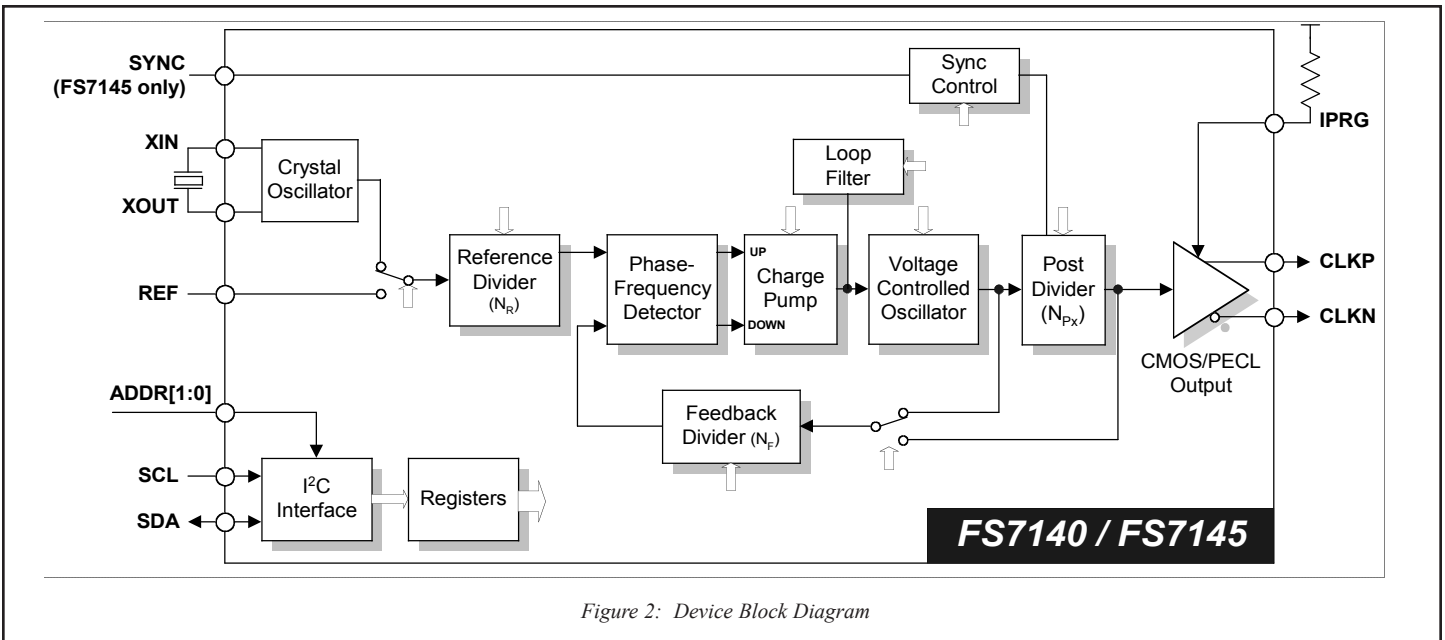 SYNC
(FS7145 only)
Sync
Control
IPRG
XIN
XOUT
Crystal
Oscillator
Loop
Filter
REF
Reference
Divider
(NR)
Phase-
Frequency
Detector
UP
Charge
Pump
DOWN
Voltage
Controlled
Oscillator
Post
Divider
(NPx)
CLKP
CLKN
CMOS/PECL
Output
ADDR[1:0]
Feedback
Divider (NF)
SCL
SDA
I2C
Interface
Registers
FS7140 / FS7145
Figure 2: Device Block Diagram